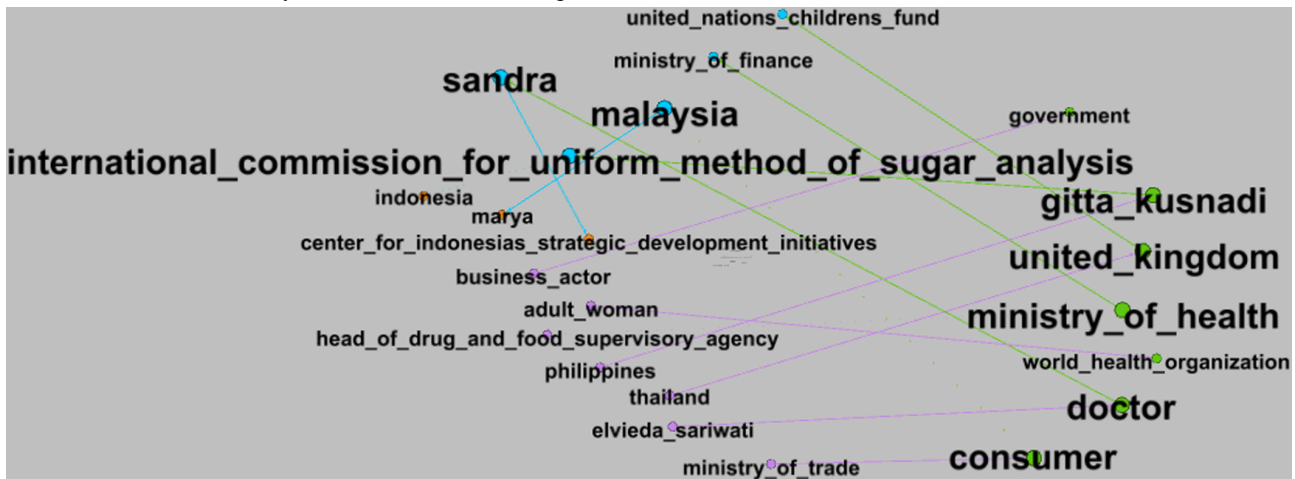 united_nations_childrens_fund
ministry_of_finance
sandra
malaysia
government
international_commission_for_uniform_method_of_sugar_analysis
indonesia
gitta_kusnadi
marya
center_for_indonesias_strategic_development_initiatives
united_kingdom
business_actor
adult_woman
ministry_of_health
head_of_drug_and_food_supervisory_agency
world_health_organization
philippines
thailand
doctor
elvieda_sariwati
consumer
ministry_of_trade